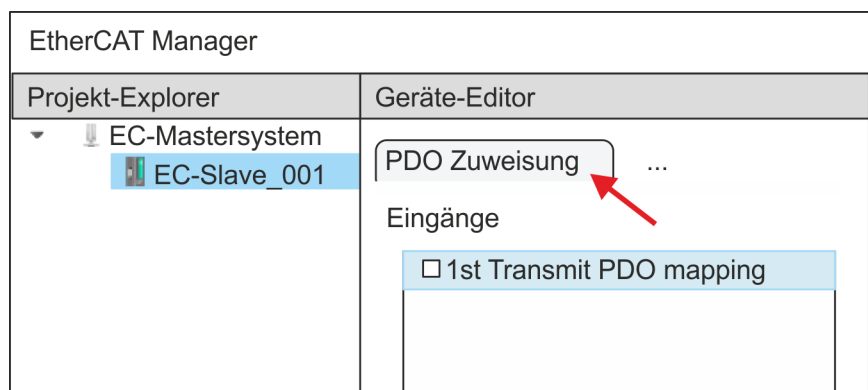 EtherCAT Manager
Projekt-Explorer
Geräte-Editor
EC-Mastersystem
EC-Slave_001
PDO Zuweisung
...
Eingänge
1st Transmit PDO mapping